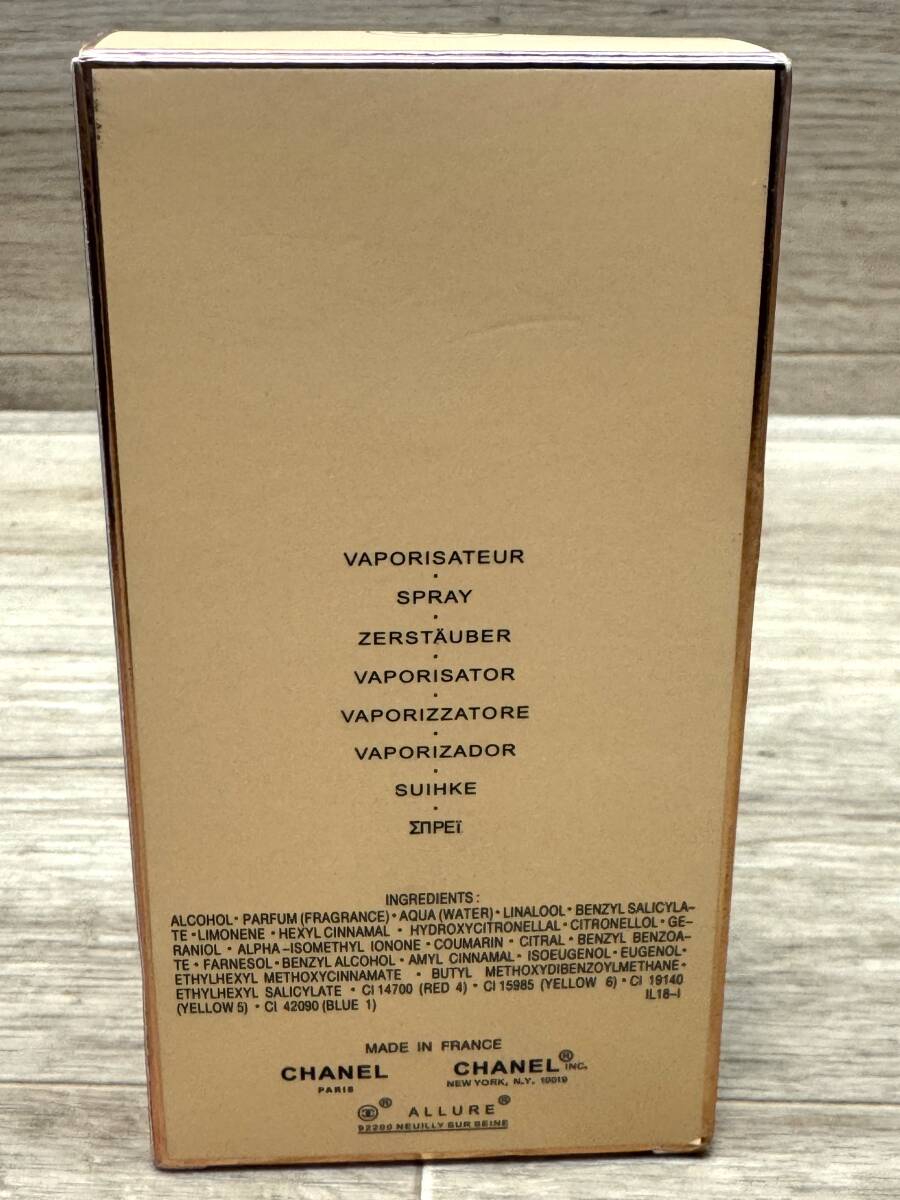 VAPORISATEUR
·
SPRAY
·
ZERSTÄUBER
·
VAPORISATOR
·
VAPORIZZATORE
·
VAPORIZADOR
·
SUIHKE
·
ΣΠΡΕΪ
INGREDIENTS :
ALCOHOL · PARFUM (FRAGRANCE) · AQUA (WATER) · LINALOOL · BENZYL SALICYLA-
TE · LIMONENE · HEXYL CINNAMAL · HYDROXYCITRONELLAL · CITRONELLOL · GE-
RANIOL · ALPHA-ISOMETHYL IONONE · COUMARIN · CITRAL · BENZYL BENZOA-
TE · FARNESOL · BENZYL ALCOHOL · AMYL CINNAMAL · ISOEUGENOL · EUGENOL ·
ETHYLHEXYL METHOXYCINNAMATE · BUTYL METHOXYDIBENZOYLMETHANE ·
ETHYLHEXYL SALICYLATE · CI 14700 (RED 4) · CI 15985 (YELLOW 6) · CI 19140
(YELLOW 5) · CI 42090 (BLUE 1) IL18-I
MADE IN FRANCE
CHANEL CHANEL® INC.
PARIS NEW YORK, N.Y. 10019
® ALLURE®
92200 NEUILLY SUR SEINE